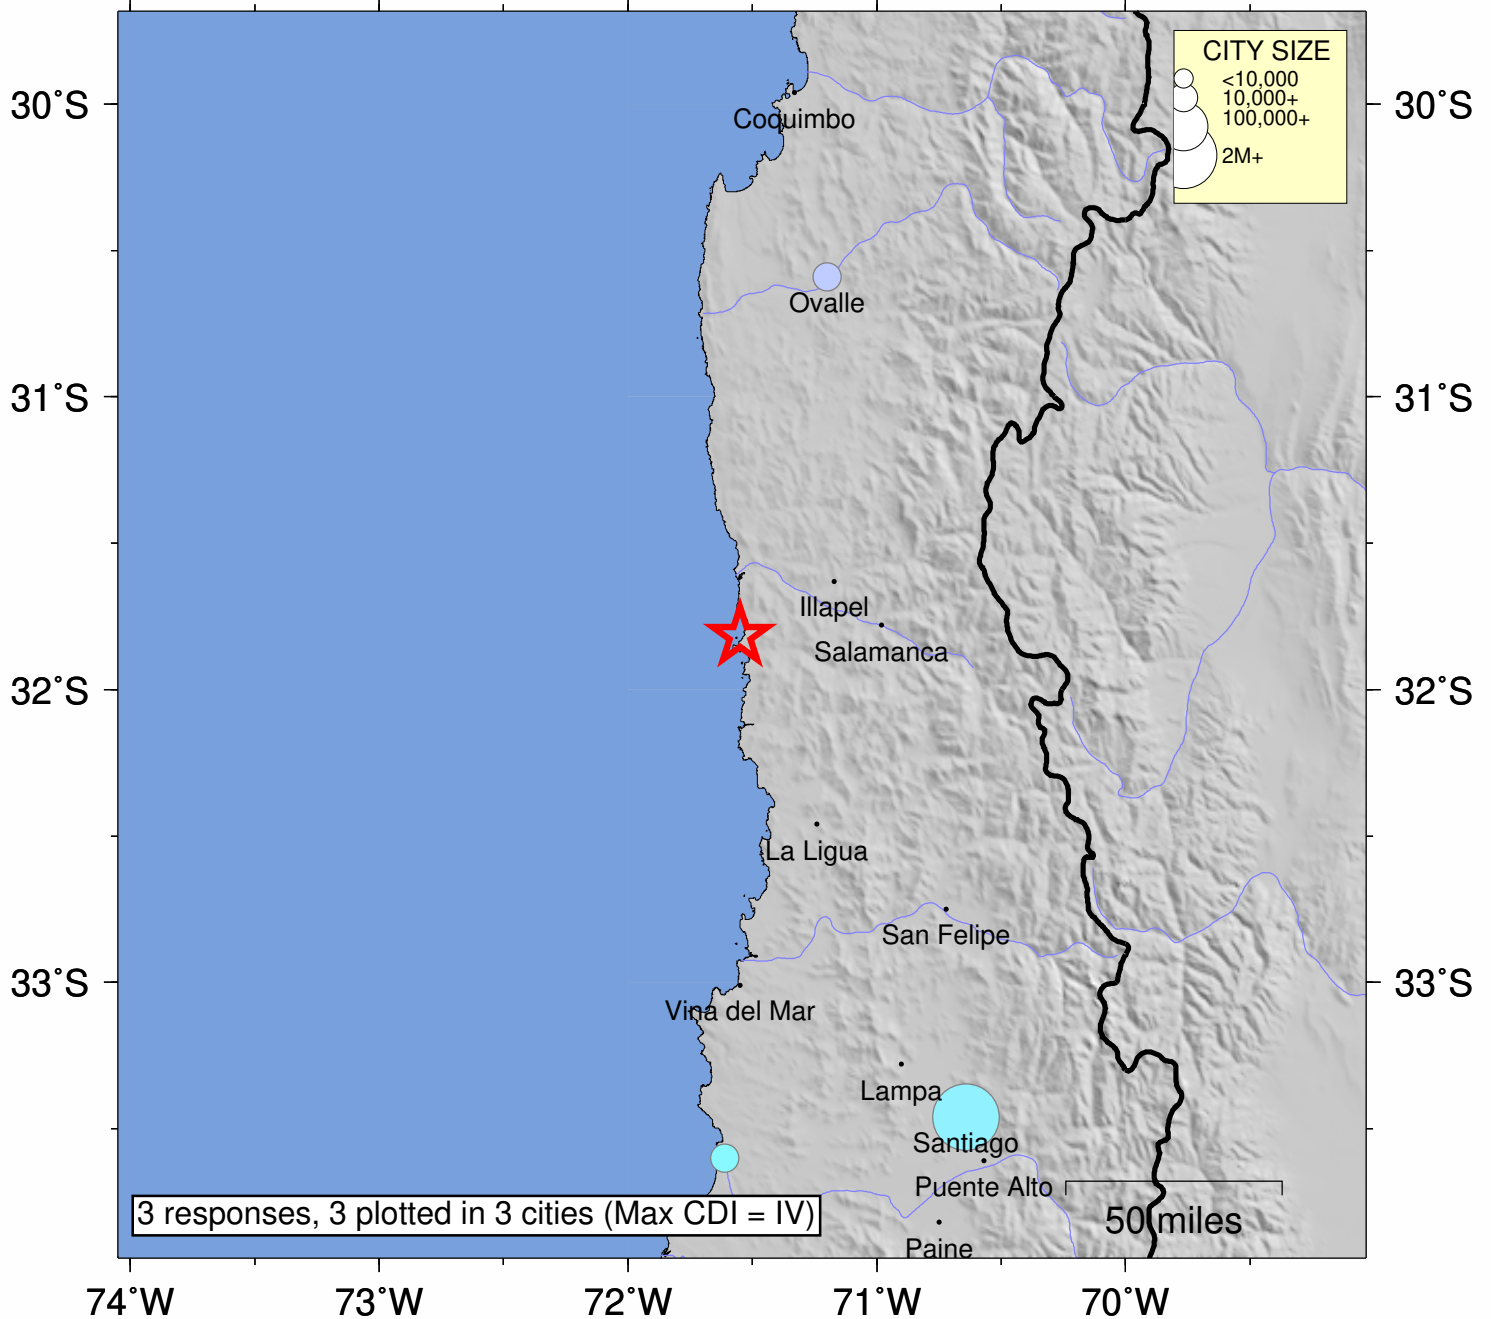 CITY SIZE
<10,000
10,000+
100,000+
2M+
30°S
30°S
Coquimbo
Ovalle
31°S
31°S
Illapel
Salamanca
32°S
32°S
La Ligua
San Felipe
33°S
33°S
Vina del Mar
Lampa
Santiago
Puente Alto
50 miles
3 responses, 3 plotted in 3 cities (Max CDI = IV)
Paine
74°W
73°W
72°W
71°W
70°W